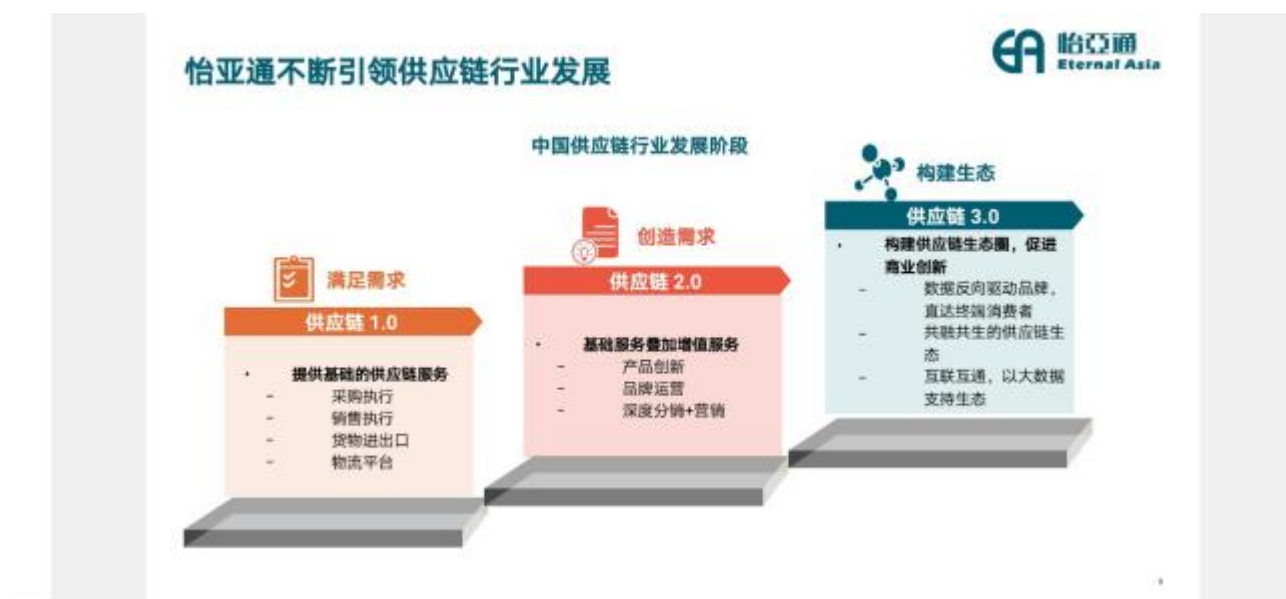 怡亚通不断引领供应链行业发展
怡亞通
Eternal Asia
中国供应链行业发展阶段
满足需求
供应链 1.0
· 提供基础的供应链服务
– 采购执行
– 销售执行
– 货物进出口
– 物流平台
创造需求
供应链 2.0
· 基础服务叠加增值服务
– 产品创新
– 品牌运营
– 深度分销+营销
构建生态
供应链 3.0
· 构建供应链生态圈，促进
商业创新
– 数据反向驱动品牌，
直达终端消费者
– 共融共生的供应链生
态
– 互联互通，以大数据
支持生态